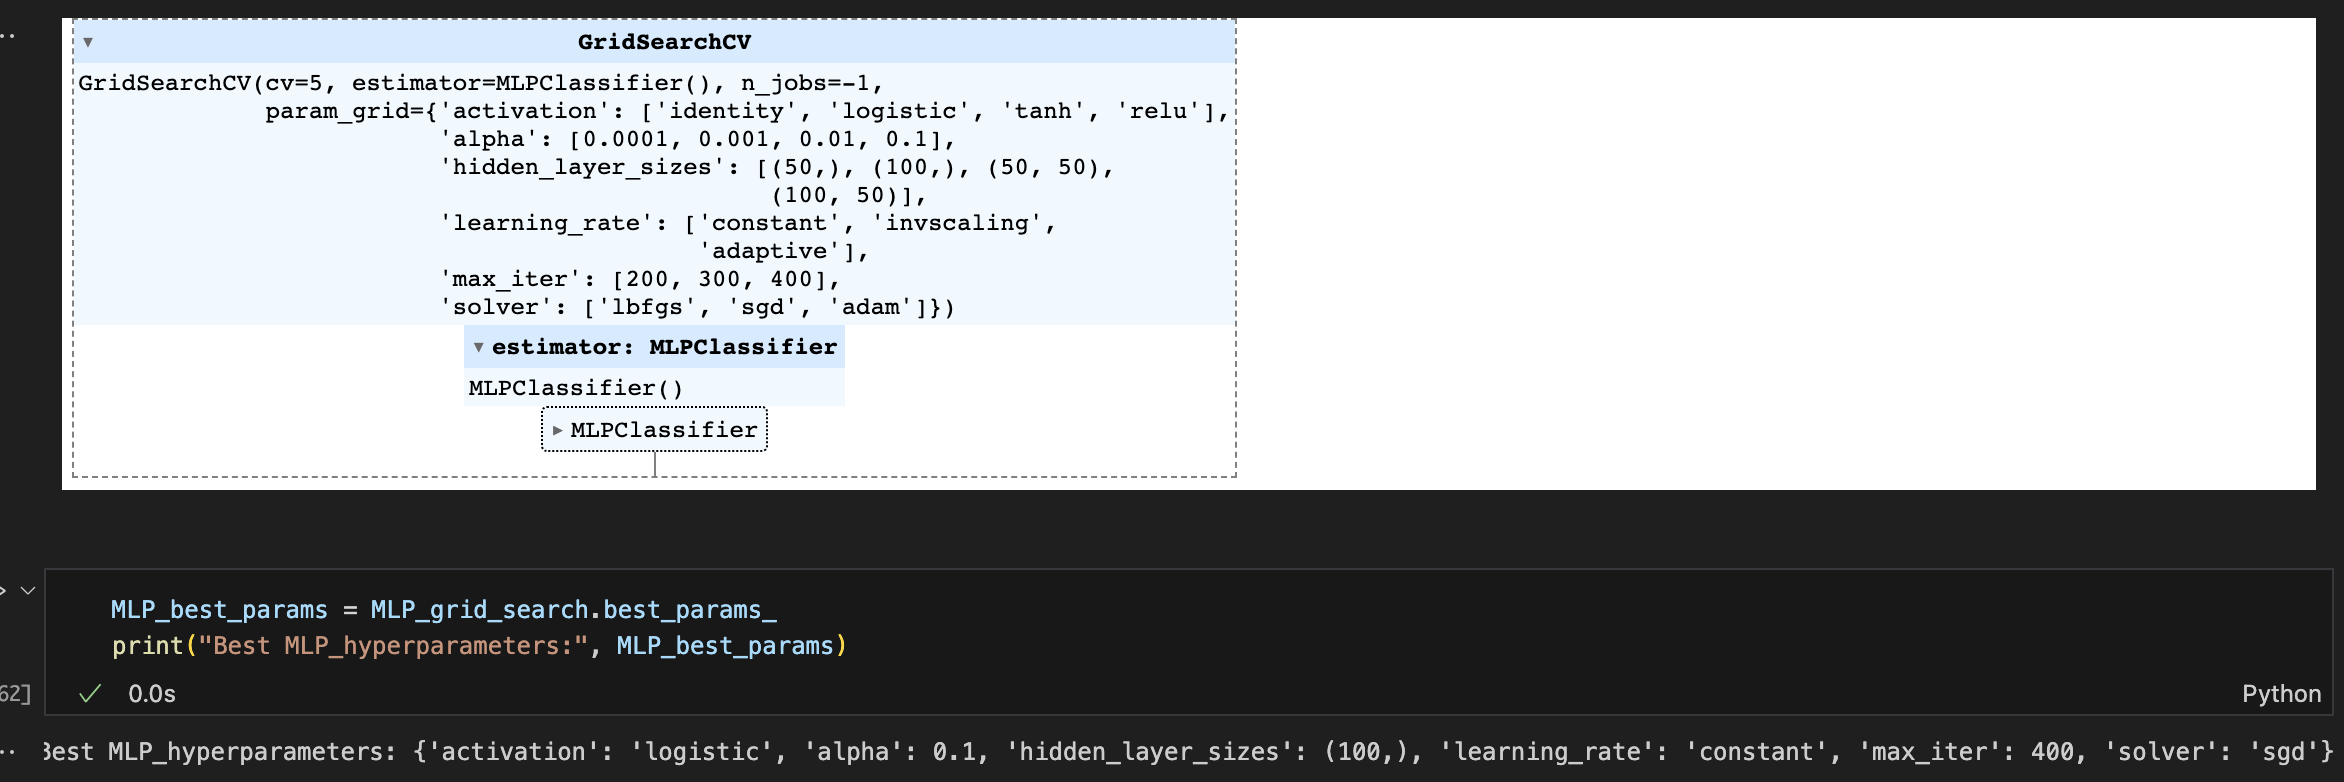 GridSearchCV
GridSearchCV(cv=5, estimator=MLPClassifier(), n_jobs=-1,
param_grid={'activation': ['identity', 'logistic', 'tanh', 'relu'],
'alpha': [0.0001, 0.001, 0.01, 0.1],
'hidden_layer_sizes': [(50,), (100,), (50, 50),
(100, 50)],
'learning_rate': ['constant', 'invscaling',
'adaptive'],
'max_iter': [200, 300, 400],
'solver': ['lbfgs', 'sgd', 'adam']})
estimator: MLPClassifier
MLPClassifier()
MLPClassifier
MLP_best_params = MLP_grid_search.best_params_
print("Best MLP_hyperparameters:", MLP_best_params)
62]
0.0s
Python
Best MLP_hyperparameters: {'activation': 'logistic', 'alpha': 0.1, 'hidden_layer_sizes': (100,), 'learning_rate': 'constant', 'max_iter': 400, 'solver': 'sgd'}